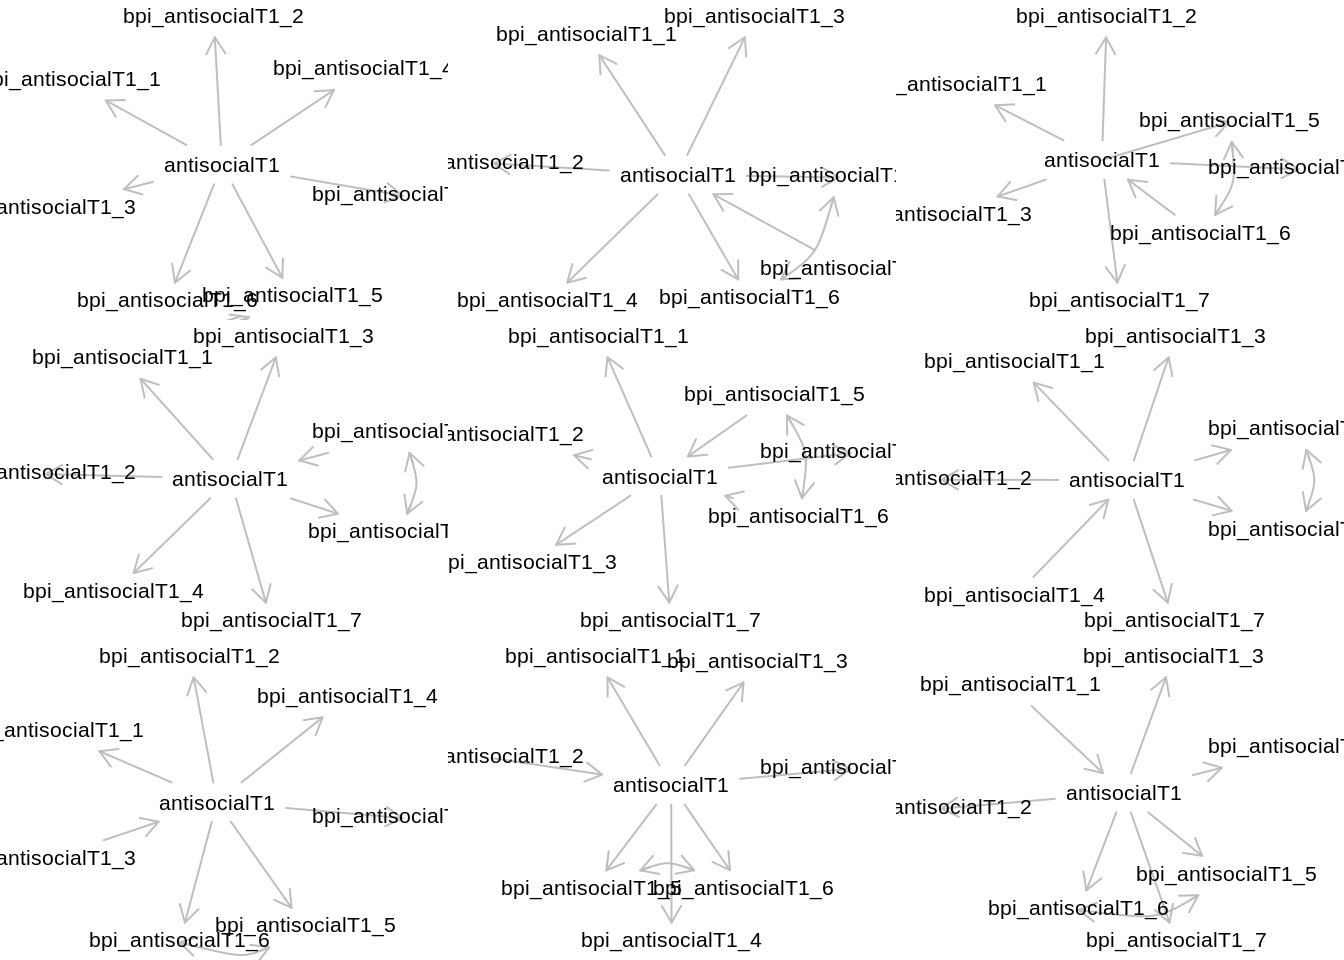 bpi_antisocialT1_2
bpi_antisocialT1_4
pi_antisocialT1_1
antisocialT1
bpi_antisocialT
antisocialT1_3
bpi_antisocialT1_6
bpi_antisocialT1_5
bpi_antisocialT1_3
bpi_antisocialT1_1
antisocialT1_2
antisocialT1
bpi_antisocialT1
bpi_antisocialT
bpi_antisocialT1_4
bpi_antisocialT1_6
bpi_antisocialT1_2
_antisocialT1_1
bpi_antisocialT1_5
antisocialT1
bpi_antisocialT
antisocialT1_3
bpi_antisocialT1_6
bpi_antisocialT1_7
bpi_antisocialT1_3
bpi_antisocialT1_1
bpi_antisocialT
antisocialT1_2
antisocialT1
bpi_antisocialT
bpi_antisocialT1_4
bpi_antisocialT1_7
bpi_antisocialT1_1
bpi_antisocialT1_5
antisocialT1_2
bpi_antisocialT
antisocialT1
bpi_antisocialT1_6
pi_antisocialT1_3
bpi_antisocialT1_7
bpi_antisocialT1_3
bpi_antisocialT1_1
bpi_antisocialT
antisocialT1_2
antisocialT1
bpi_antisocialT
bpi_antisocialT1_4
bpi_antisocialT1_7
bpi_antisocialT1_2
bpi_antisocialT1_4
_antisocialT1_1
antisocialT1
bpi_antisocialT
antisocialT1_3
bpi_antisocialT1_5
bpi_antisocialT1_6
bpi_antisocialT1_1
bpi_antisocialT1_3
antisocialT1_2
bpi_antisocialT
antisocialT1
bpi_antisocialT1_5
bpi_antisocialT1_6
bpi_antisocialT1_4
bpi_antisocialT1_3
bpi_antisocialT1_1
bpi_antisocialT
antisocialT1
antisocialT1_2
bpi_antisocialT1_5
bpi_antisocialT1_6
bpi_antisocialT1_7